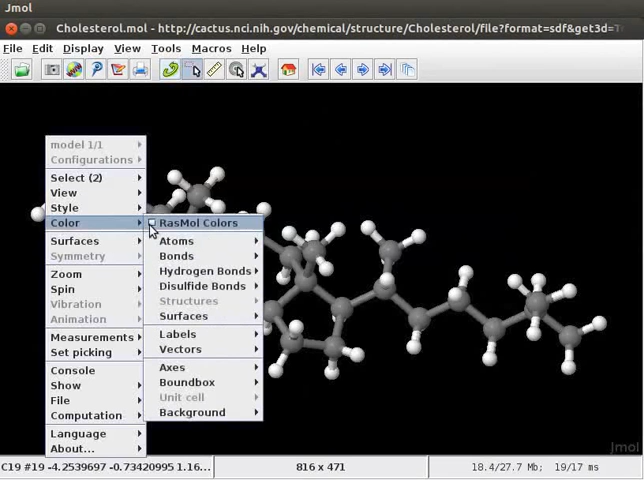 Jmol
Cholesterol.mol - http://cactus.nci.nih.gov/chemical/structure/Cholesterol/file?format=sdf&get3d=
File Edit Display View Tools Macros Help
model 1/1
Configurations
Select (2)
View
Style
Color
Surfaces
Symmetry
Zoom
Spin
Vibration
Animation
Measurements
Set picking
Console
Show
File
Computation
Language
About...
RasMol Colors
Atoms
Bonds
Hydrogen Bonds
Disulfide Bonds
Structures
Surfaces
Labels
Vectors
Axes
Boundbox
Unit cell
Background
Jmol
C19 #19 -4.2539697 -0.73420995 1.16... 816 x 471 18.4/27.7 Mb; 19/17 ms